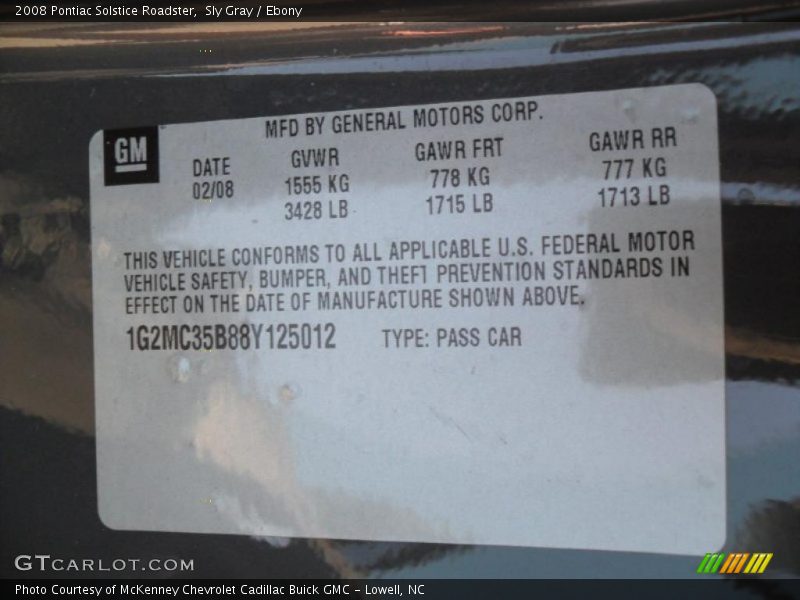 2008 Pontiac Solstice Roadster, Sly Gray / Ebony
MFD BY GENERAL MOTORS CORP.
GM
DATE GVWR GAWR FRT GAWR RR
02/08 1555 KG 778 KG 777 KG
3428 LB 1715 LB 1713 LB
THIS VEHICLE CONFORMS TO ALL APPLICABLE U.S. FEDERAL MOTOR
VEHICLE SAFETY, BUMPER, AND THEFT PREVENTION STANDARDS IN
EFFECT ON THE DATE OF MANUFACTURE SHOWN ABOVE.
1G2MC35B88Y125012 TYPE: PASS CAR
GTCARLOT.COM
Photo Courtesy of McKenney Chevrolet Cadillac Buick GMC - Lowell, NC